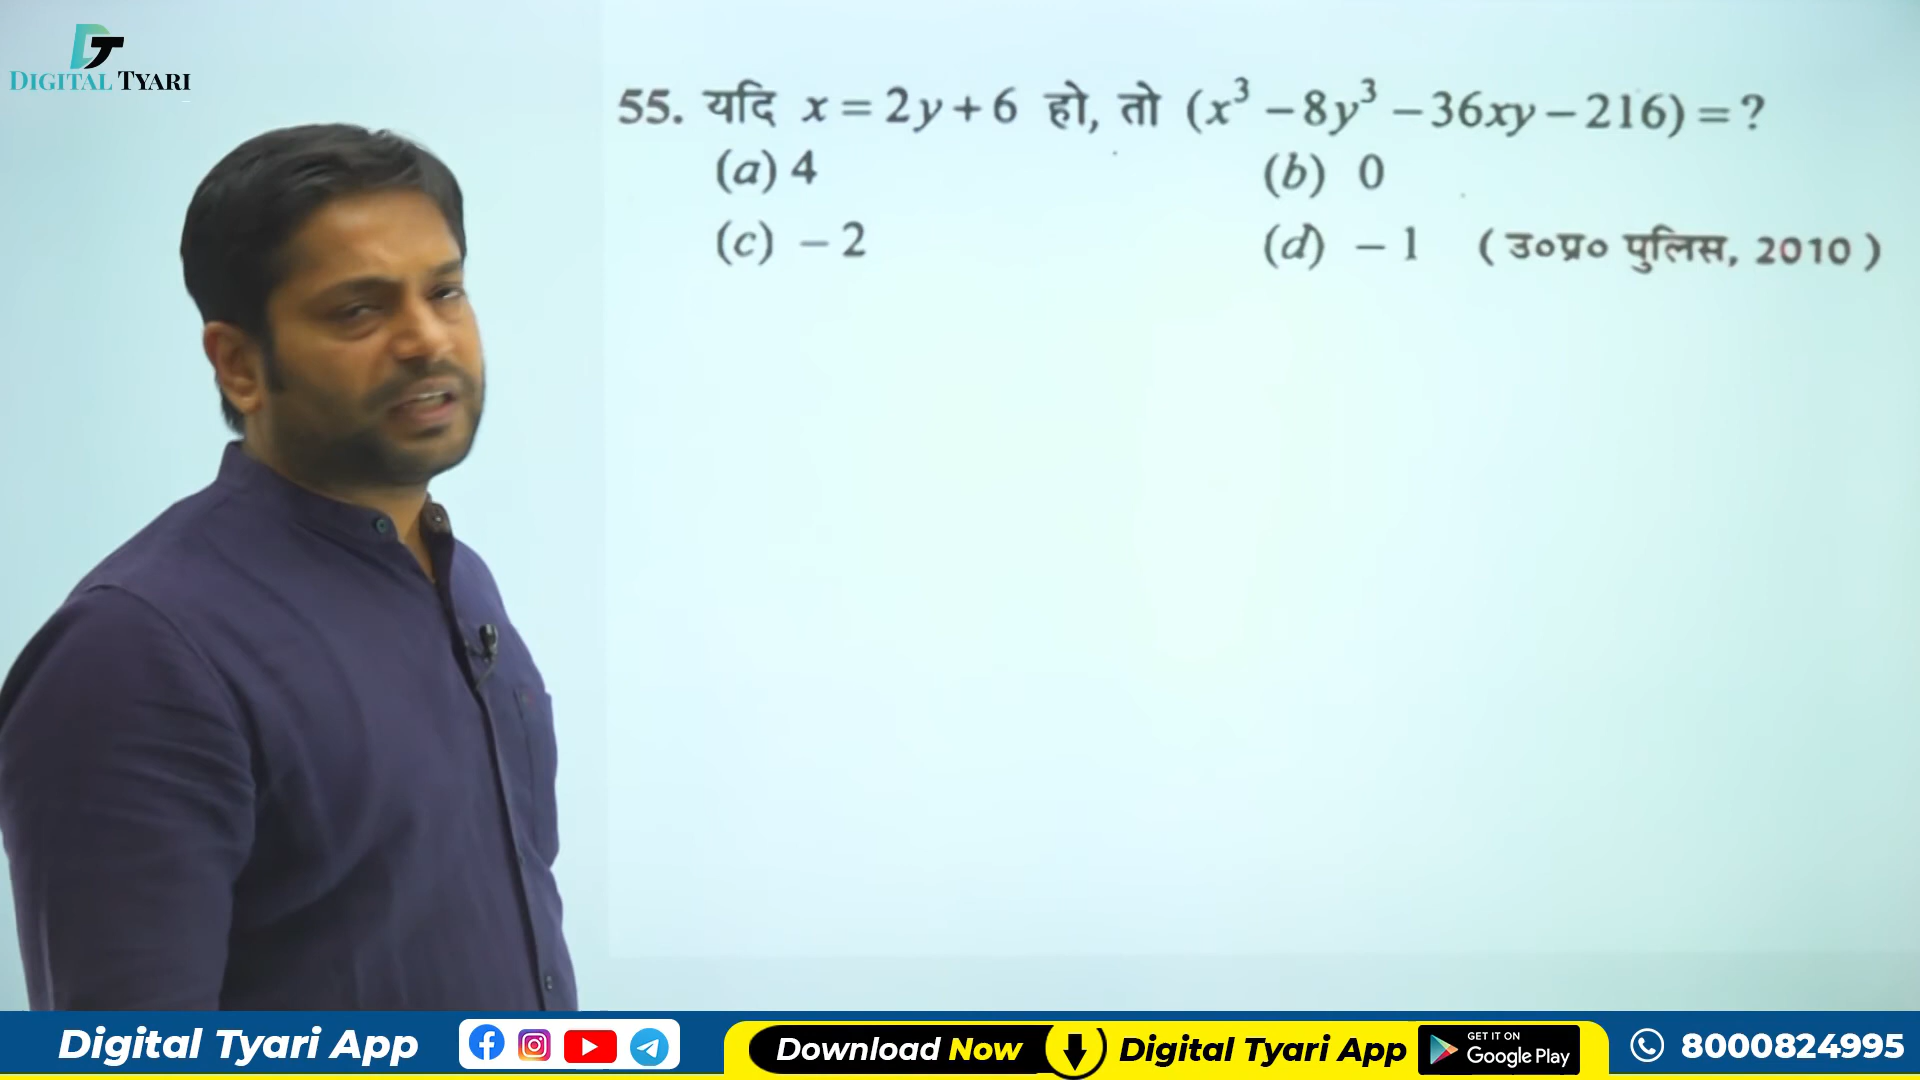 DIGITAL TYARI
55. यदि x = 2y + 6 हो, तो (x³ − 8y³ − 36xy − 216) = ?
(a) 4 (b) 0
(c) − 2 (d) − 1 ( उ०प्र० पुलिस, 2010 )
Digital Tyari App Download Now Digital Tyari App GET IT ON Google Play 8000824995